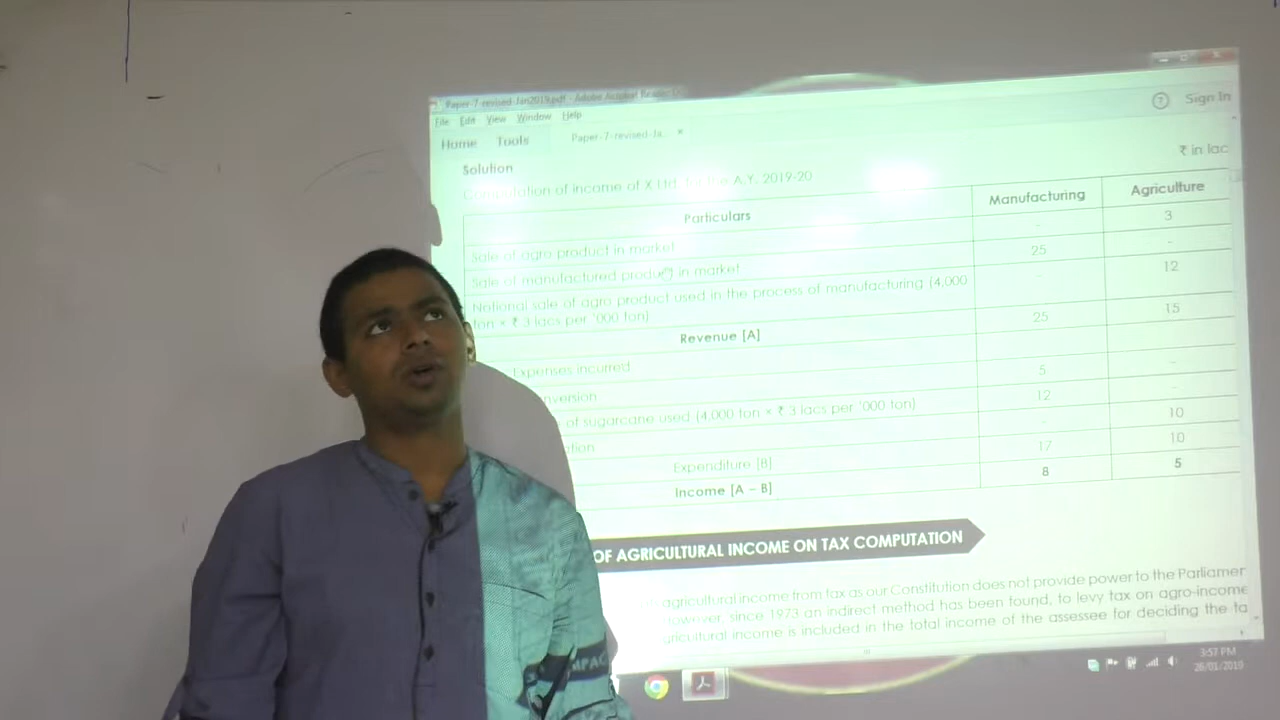 Paper-7-revised-Jan2019.pdf - Adobe Acrobat Reader
File Edit View Window Help
Home Tools Paper-7-revised-Ja... ×
? Sign In
Solution
₹ in lac
Computation of income of X Ltd. for the A.Y. 2019-20
Particulars Manufacturing Agriculture
Sale of agro product in market - 3
Sale of manufactured product in market 25 -
Notional sale of agro product used in the process of manufacturing (4,000 - 12
ton × ₹ 3 lacs per '000 ton)
Revenue [A] 25 15
Expenses incurred
5 -
of sugarcane used (4,000 ton × ₹ 3 lacs per '000 ton) 12 -
- 10
Expenditure [B] 17 10
Income [A – B] 8 5
OF AGRICULTURAL INCOME ON TAX COMPUTATION
agricultural income from tax as our Constitution does not provide power to the Parliamen
owever, since 1973 an indirect method has been found, to levy tax on agro-income
gricultural income is included in the total income of the assessee for deciding the ta
3:57 PM
26/01/2019
MPAC